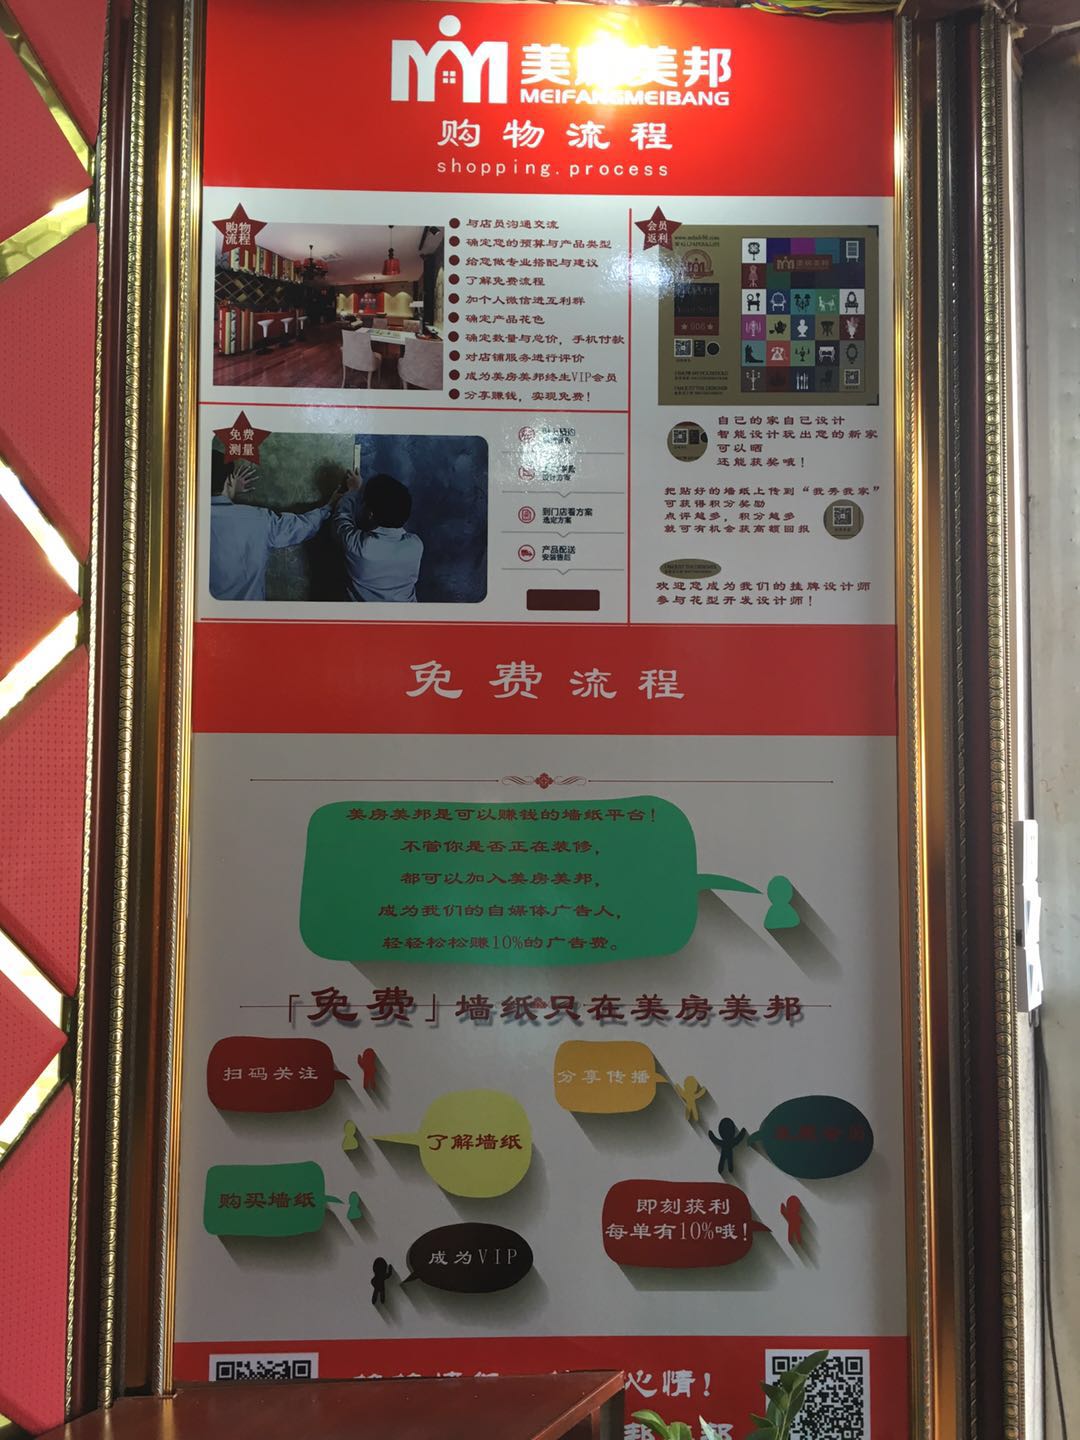 美房美邦
MEIFANGMEIBANG
购物流程
shopping.process
购物
流程
与店员沟通交流
确定您的预算与产品类型
给您做专业搭配与建议
了解免费流程
加个人微信进互利群
确定产品花色
确定数量与总价，手机付款
对店铺服务进行评价
成为美房美邦终生VIP会员
分享赚钱，实现免费！
会员
返利
美房美邦
906
自己的家自己设计
智能设计玩出您的新家
可以晒
还能获奖哦！
把贴好的墙纸上传到“我秀我家”
可获得积分奖励
点评越多，积分越多
就可有机会获高额回报
欢迎您成为我们的挂牌设计师
参与花型开发设计师！
免费
测量
设计方案
到门店看方案
选定方案
产品配送
安装售后
免费流程
美房美邦是可以赚钱的墙纸平台！
不管你是否正在装修，
都可以加入美房美邦，
成为我们的自媒体广告人，
轻轻松松赚10%的广告费。
「免费」墙纸只在美房美邦
扫码关注
了解墙纸
购买墙纸
成为VIP
分享传播
即刻获利
每单有10%哦！
心情！